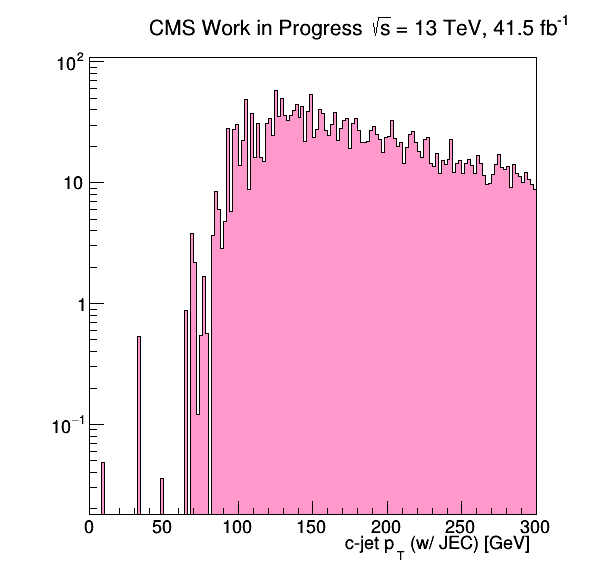 CMS Work in Progress √s = 13 TeV, 41.5 fb⁻¹
10²
10
1
10⁻¹
0 50 100 150 200 250 300
c-jet p_T (w/ JEC) [GeV]